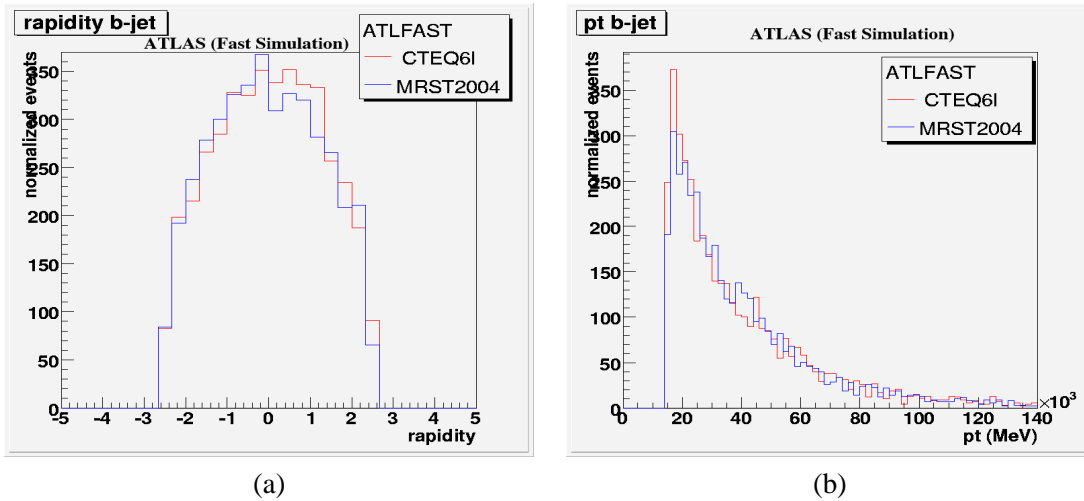 rapidity b-jet
ATLAS (Fast Simulation)
ATLFAST
CTEQ6l
MRST2004
normalized events
350
300
250
200
150
100
50
0
-5 -4 -3 -2 -1 0 1 2 3 4 5
rapidity
(a)
pt b-jet
ATLAS (Fast Simulation)
ATLFAST
CTEQ6l
MRST2004
normalized events
350
300
250
200
150
100
50
0
0 20 40 60 80 100 120 140
×10³
pt (MeV)
(b)